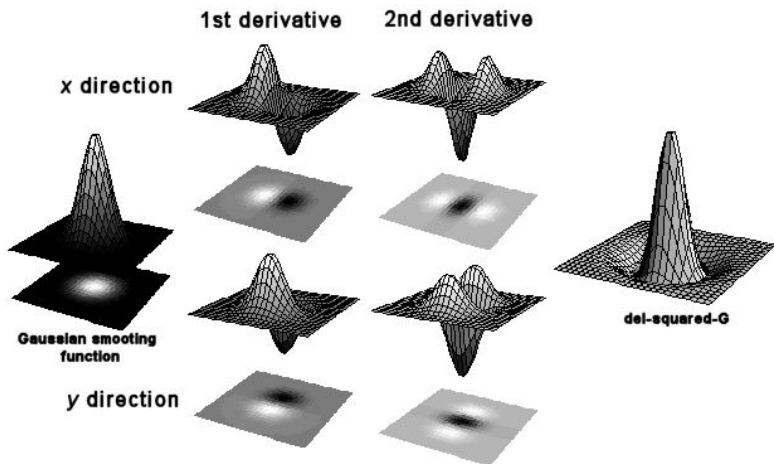 1st derivative 2nd derivative
x direction
Gaussian smooting
function
del-squared-G
y direction